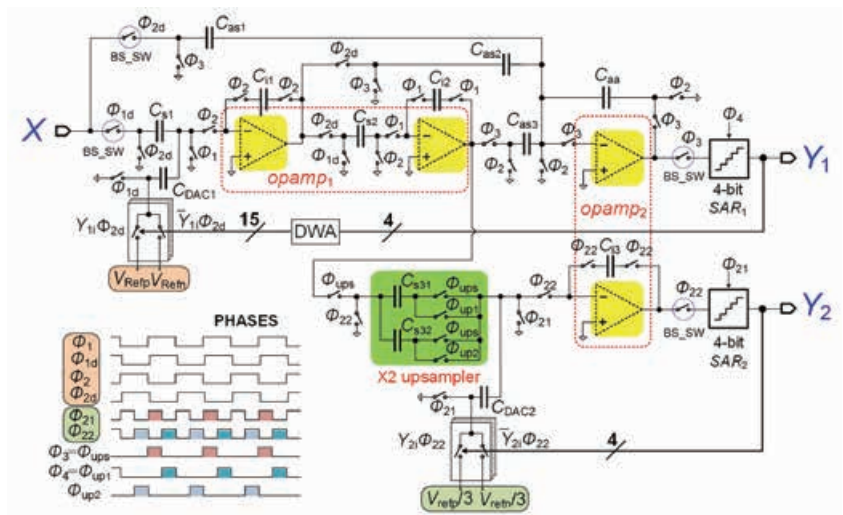 Φ2d
Cas1
BS_SW
Φ3
Φ2d
Cas2
Φ3
Φ2
Ci1
Φ2
Φ1
Ci2
Φ1
Caa
Φ2
Φ3
Φ4
X
Φ1d
Cs1
Φ2
BS_SW
Φ2d
Φ1
Φ2d
Cs2
Φ1
Φ1d
Φ2
Φ3
Cas3
Φ3
Φ2
Φ2
Φ3
BS_SW
4-bit
SAR1
Y1
opamp1
opamp2
Φ1d
CDAC1
Y1iΦ2d
Ȳ1iΦ2d
15
DWA
4
VRefp
VRefn
Φups
Φ22
Cs31
Φups
Φup1
Cs32
Φups
Φup2
X2 upsampler
Φ22
Φ21
Φ22
Ci3
Φ22
Φ22
BS_SW
Φ21
4-bit
SAR2
Y2
Φ21
CDAC2
Y2iΦ22
Ȳ2iΦ22
4
Vrefp/3
Vrefn/3
PHASES
Φ1
Φ1d
Φ2
Φ2d
Φ21
Φ22
Φ3=Φups
Φ4=Φup1
Φup2